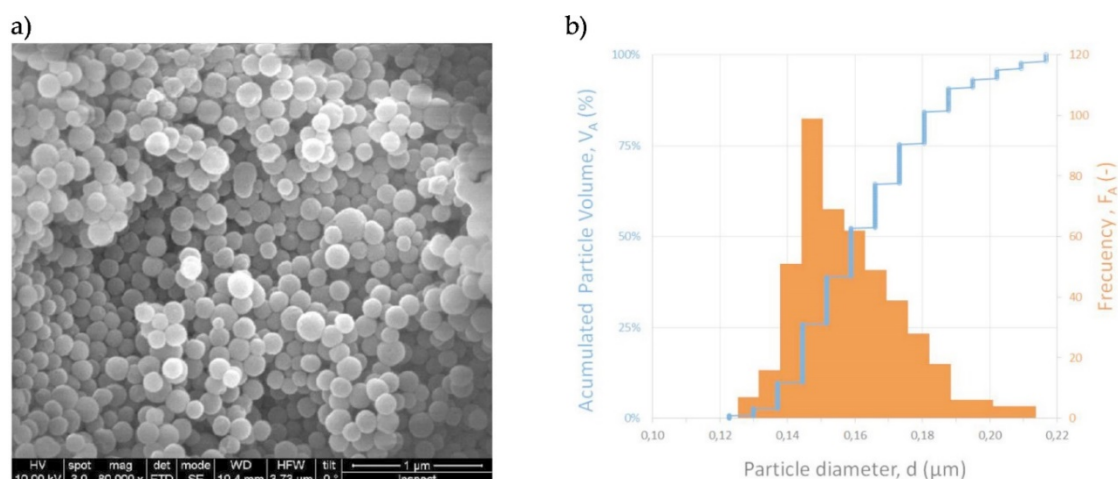 a)
b)
100%
75%
50%
25%
0%
Acumulated Particle Volume, V_A (%)
120
100
80
60
40
20
0
Frecuency , F_A (-)
0,10 0,12 0,14 0,16 0,18 0,20 0,22
Particle diameter, d (µm)
HV spot mag det mode WD HFW tilt
1 µm